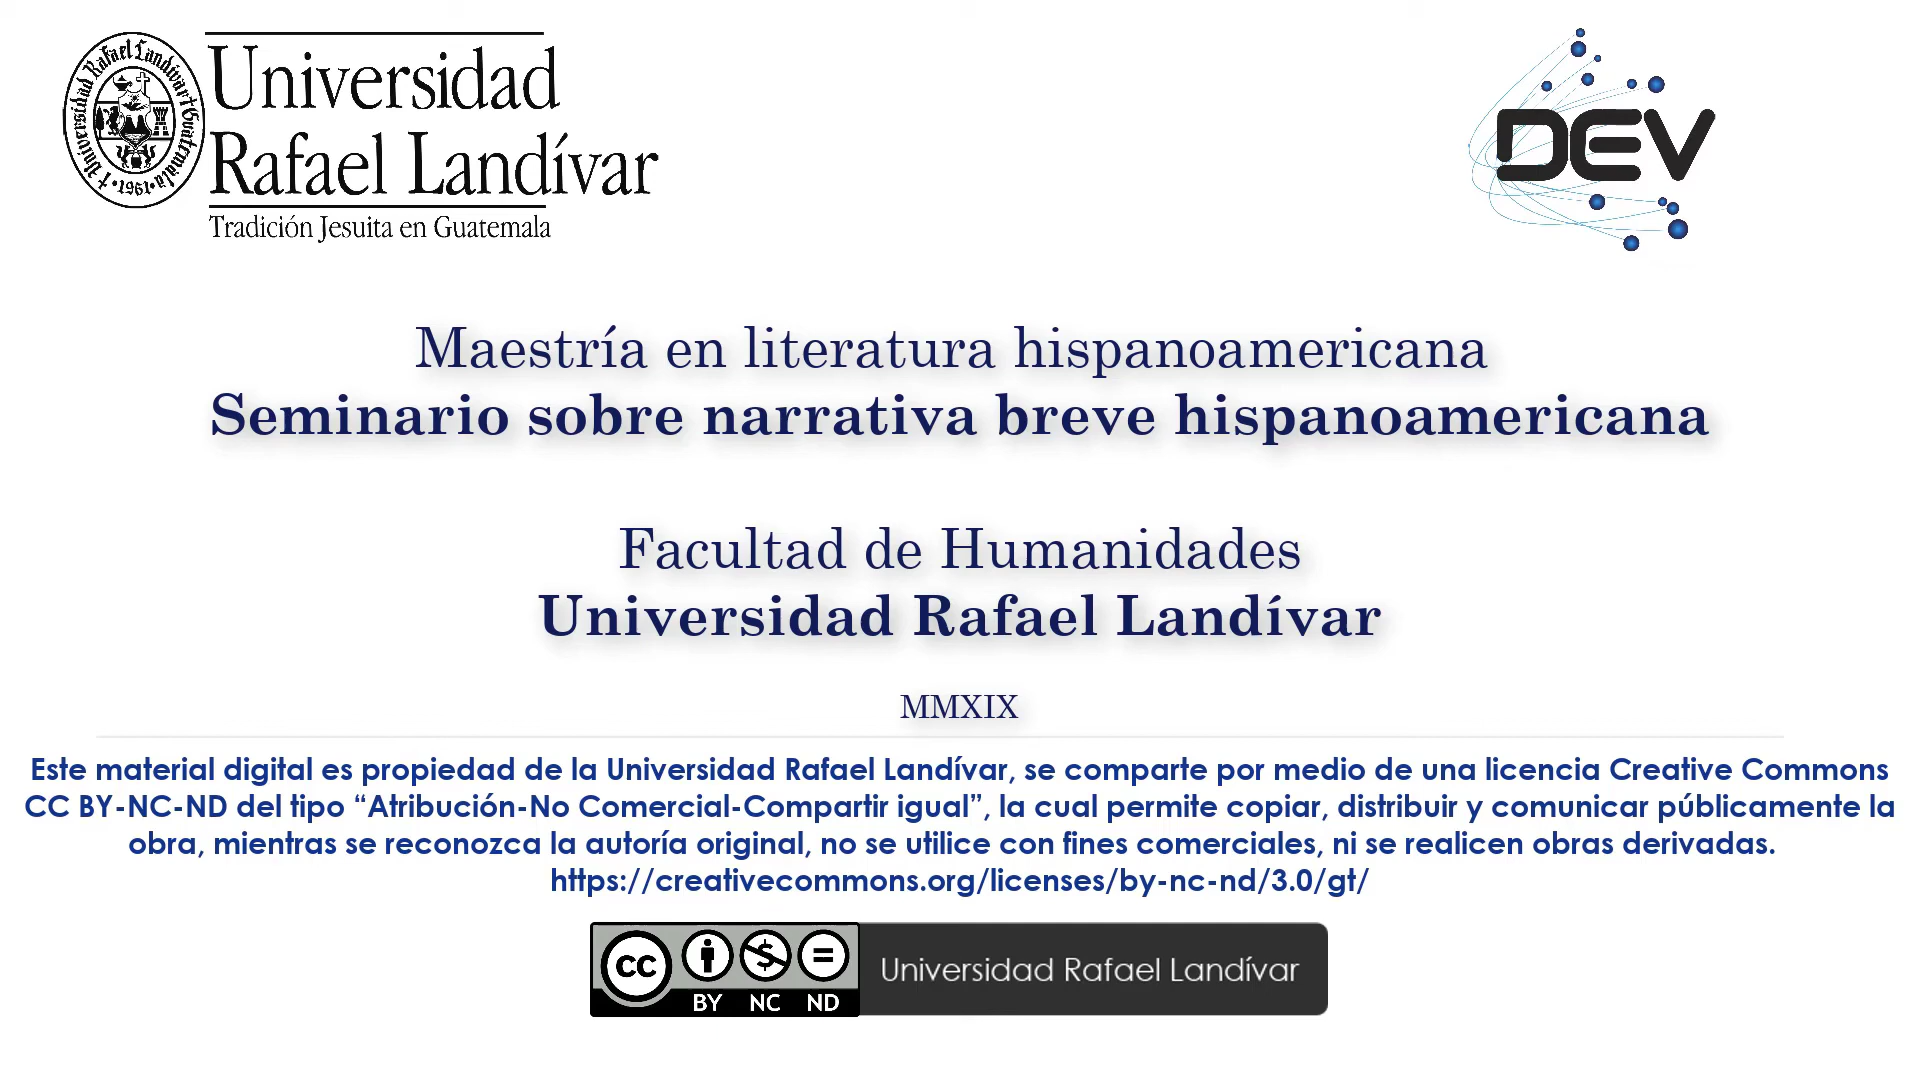 Universidad
Rafael Landívar
Tradición Jesuita en Guatemala
Universidad Rafael Landívar Guatemala
1961
DEV
Maestría en literatura hispanoamericana
Seminario sobre narrativa breve hispanoamericana
Facultad de Humanidades
Universidad Rafael Landívar
MMXIX
Este material digital es propiedad de la Universidad Rafael Landívar, se comparte por medio de una licencia Creative Commons
CC BY-NC-ND del tipo “Atribución-No Comercial-Compartir igual”, la cual permite copiar, distribuir y comunicar públicamente la
obra, mientras se reconozca la autoría original, no se utilice con fines comerciales, ni se realicen obras derivadas.
https://creativecommons.org/licenses/by-nc-nd/3.0/gt/
cc
BY NC ND
Universidad Rafael Landívar